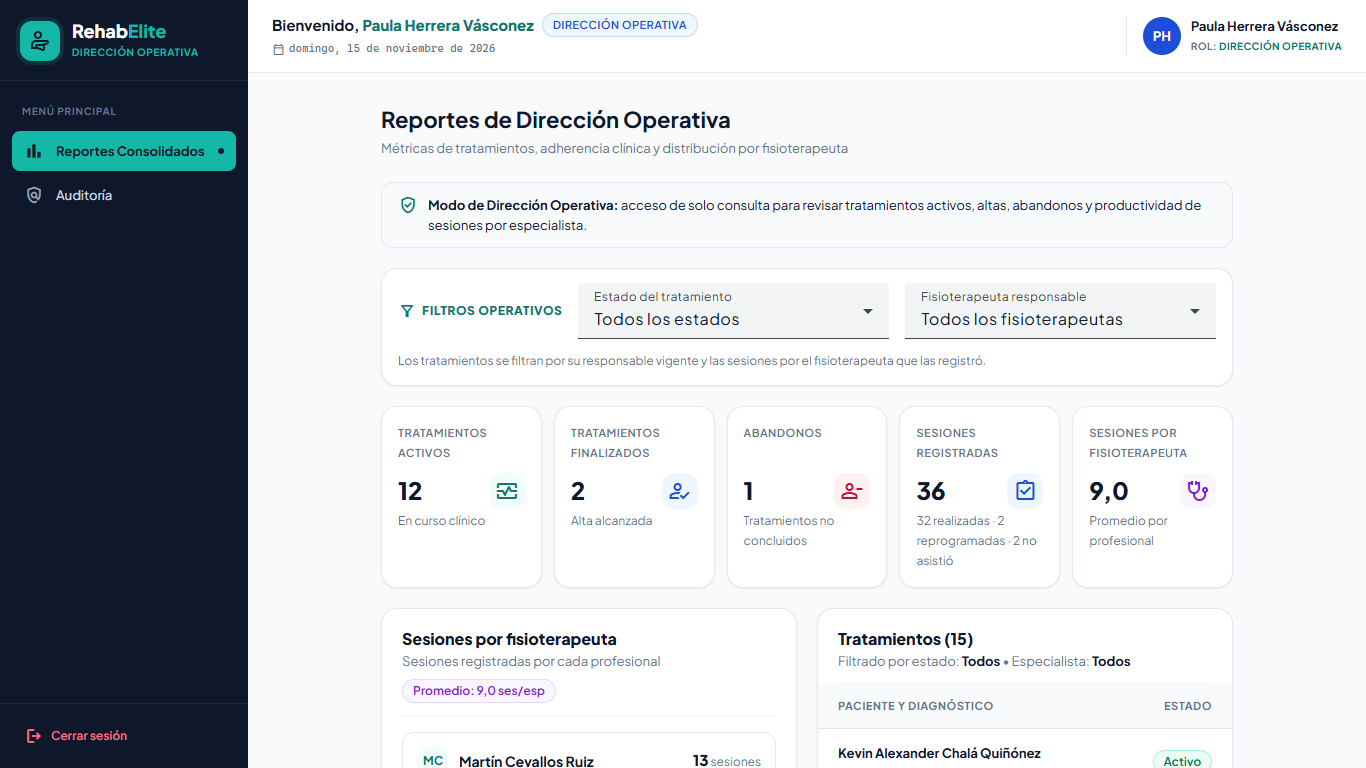 RehabElite
DIRECCIÓN OPERATIVA
MENÚ PRINCIPAL
Reportes Consolidados
Auditoría
Cerrar sesión
Bienvenido, Paula Herrera Vásconez
DIRECCIÓN OPERATIVA
domingo, 15 de noviembre de 2026
PH
Paula Herrera Vásconez
ROL: DIRECCIÓN OPERATIVA
Reportes de Dirección Operativa
Métricas de tratamientos, adherencia clínica y distribución por fisioterapeuta
Modo de Dirección Operativa: acceso de solo consulta para revisar tratamientos activos, altas, abandonos y productividad de
sesiones por especialista.
FILTROS OPERATIVOS
Estado del tratamiento
Todos los estados
Fisioterapeuta responsable
Todos los fisioterapeutas
Los tratamientos se filtran por su responsable vigente y las sesiones por el fisioterapeuta que las registró.
TRATAMIENTOS
ACTIVOS
12
En curso clínico
TRATAMIENTOS
FINALIZADOS
2
Alta alcanzada
ABANDONOS
1
Tratamientos no
concluidos
SESIONES
REGISTRADAS
36
32 realizadas · 2
reprogramadas · 2 no
asistió
SESIONES POR
FISIOTERAPEUTA
9,0
Promedio por
profesional
Sesiones por fisioterapeuta
Sesiones registradas por cada profesional
Promedio: 9,0 ses/esp
MC
Martín Cevallos Ruiz
13 sesiones
Tratamientos (15)
Filtrado por estado: Todos • Especialista: Todos
PACIENTE Y DIAGNÓSTICO
ESTADO
Kevin Alexander Chalá Quiñónez
Activo